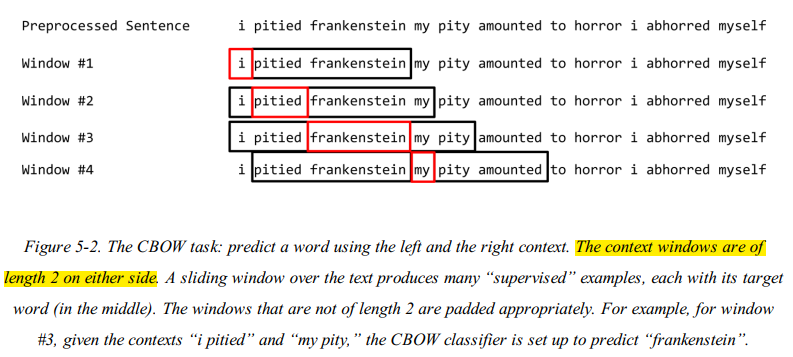 Preprocessed Sentence i pitied frankenstein my pity amounted to horror i abhorred myself
Window #1 i pitied frankenstein my pity amounted to horror i abhorred myself
Window #2 i pitied frankenstein my pity amounted to horror i abhorred myself
Window #3 i pitied frankenstein my pity amounted to horror i abhorred myself
Window #4 i pitied frankenstein my pity amounted to horror i abhorred myself
Figure 5-2. The CBOW task: predict a word using the left and the right context. The context windows are of
length 2 on either side. A sliding window over the text produces many “supervised” examples, each with its target
word (in the middle). The windows that are not of length 2 are padded appropriately. For example, for window
#3, given the contexts “i pitied” and “my pity,” the CBOW classifier is set up to predict “frankenstein”.